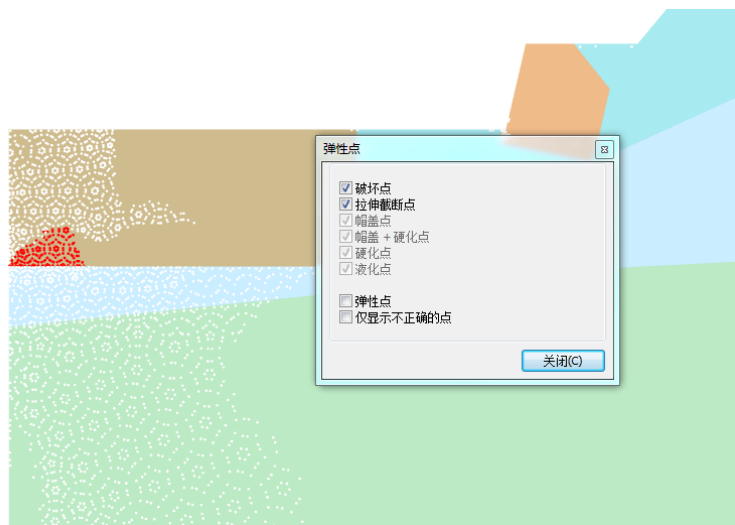 弹性点
破坏点
拉伸截断点
帽盖点
帽盖 + 硬化点
硬化点
液化点
弹性点
仅显示不正确的点
关闭(C)